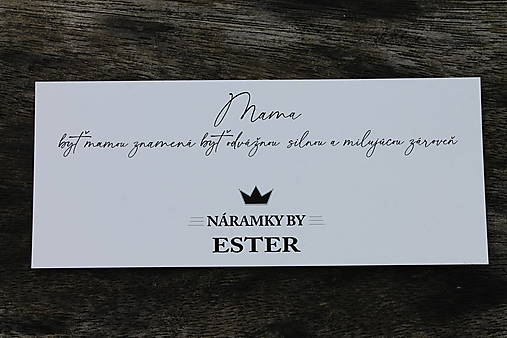 Mama
byť mamou znamená byť odvážnou silnou a milujúcou zároveň
NÁRAMKY BY
ESTER